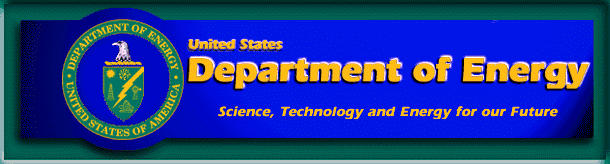 DEPARTMENT OF ENERGY
UNITED STATES OF AMERICA
United States
Department of Energy
Science, Technology and Energy for our Future